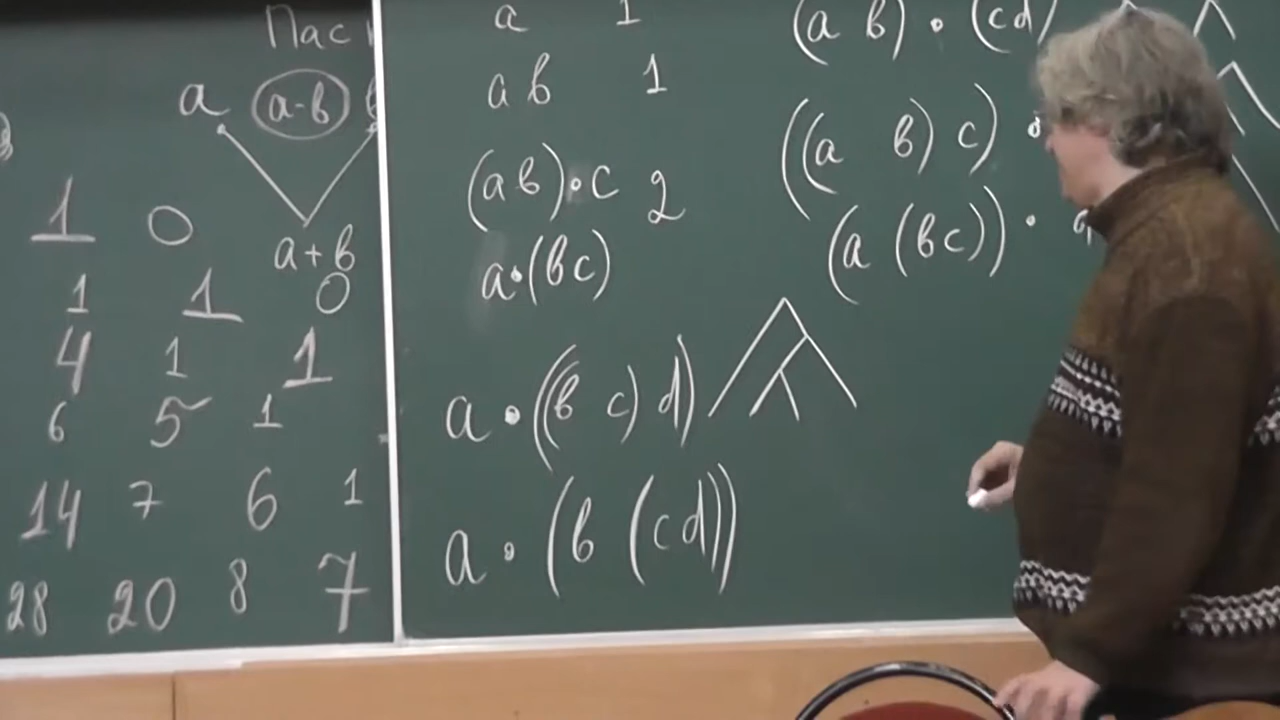 Пас
a a-b
1 0
a+b
1 1 0
4 1 1
6 5 1
14 7 6 1
28 20 8 7
a 1
ab 1
(ab)•c 2
a•(bc)
a•((b c) d)
a•(b (cd))
(a b)•(cd)
((a b) c)•
(a (bc))•